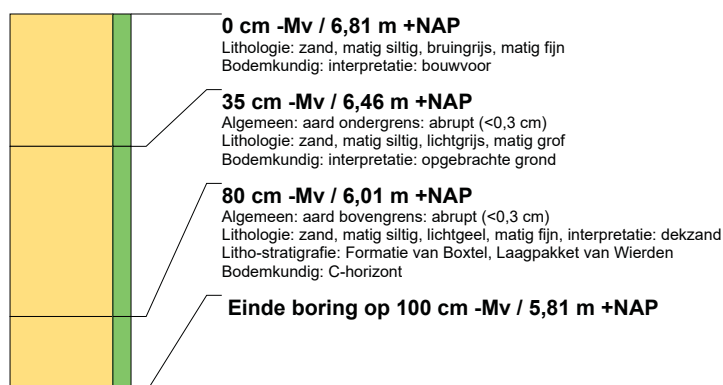 0 cm -Mv / 6,81 m +NAP
Lithologie: zand, matig siltig, bruingrijs, matig fijn
Bodemkundig: interpretatie: bouwvoor
35 cm -Mv / 6,46 m +NAP
Algemeen: aard ondergrens: abrupt (<0,3 cm)
Lithologie: zand, matig siltig, lichtgrijs, matig grof
Bodemkundig: interpretatie: opgebrachte grond
80 cm -Mv / 6,01 m +NAP
Algemeen: aard bovengrens: abrupt (<0,3 cm)
Lithologie: zand, matig siltig, lichtgeel, matig fijn, interpretatie: dekzand
Litho-stratigrafie: Formatie van Boxtel, Laagpakket van Wierden
Bodemkundig: C-horizont
Einde boring op 100 cm -Mv / 5,81 m +NAP